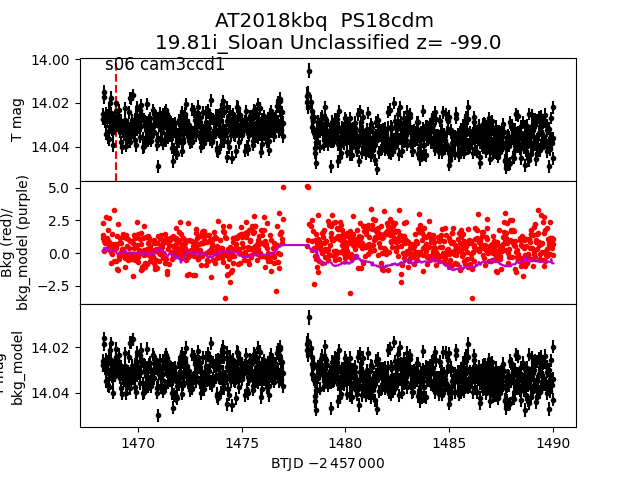 AT2018kbq PS18cdm
19.81i_Sloan Unclassified z= -99.0
s06 cam3ccd1
14.00
14.02
14.04
T mag
5.0
2.5
0.0
−2.5
Bkg (red)/
bkg_model (purple)
14.02
14.04
bkg_model
1470
1475
1480
1485
1490
BTJD −2 457 000